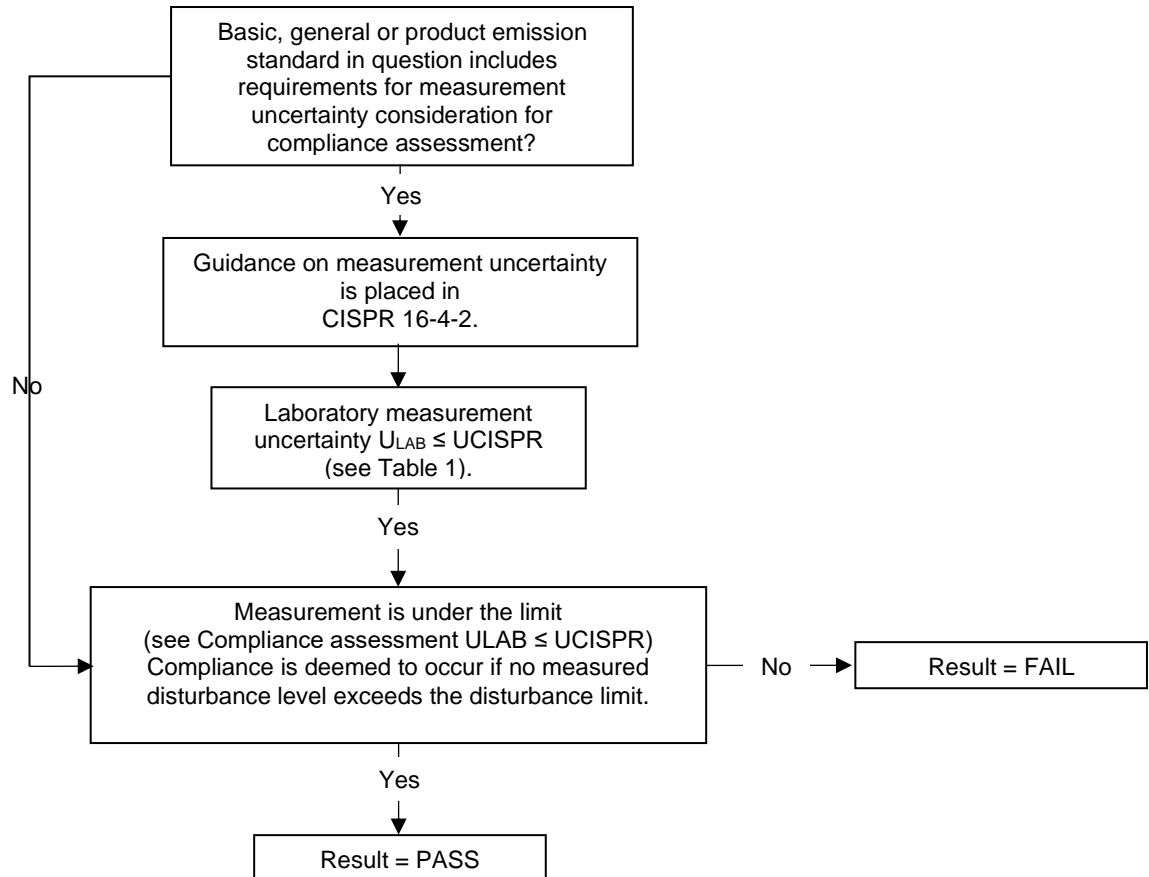 Basic, general or product emission
standard in question includes
requirements for measurement
uncertainty consideration for
compliance assessment?
Yes
Guidance on measurement uncertainty
is placed in
CISPR 16-4-2.
No
Laboratory measurement
uncertainty ULAB ≤ UCISPR
(see Table 1).
Yes
Measurement is under the limit
(see Compliance assessment ULAB ≤ UCISPR)
Compliance is deemed to occur if no measured
disturbance level exceeds the disturbance limit.
No
Result = FAIL
Yes
Result = PASS